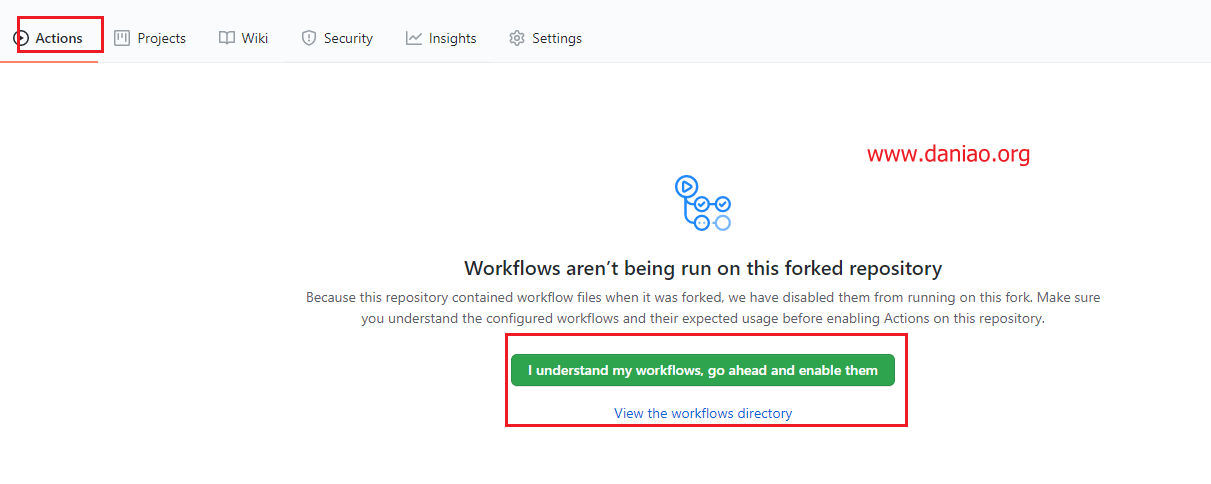 Actions Projects Wiki Security Insights Settings
www.daniao.org
Workflows aren’t being run on this forked repository
Because this repository contained workflow files when it was forked, we have disabled them from running on this fork. Make sure
you understand the configured workflows and their expected usage before enabling Actions on this repository.
I understand my workflows, go ahead and enable them
View the workflows directory